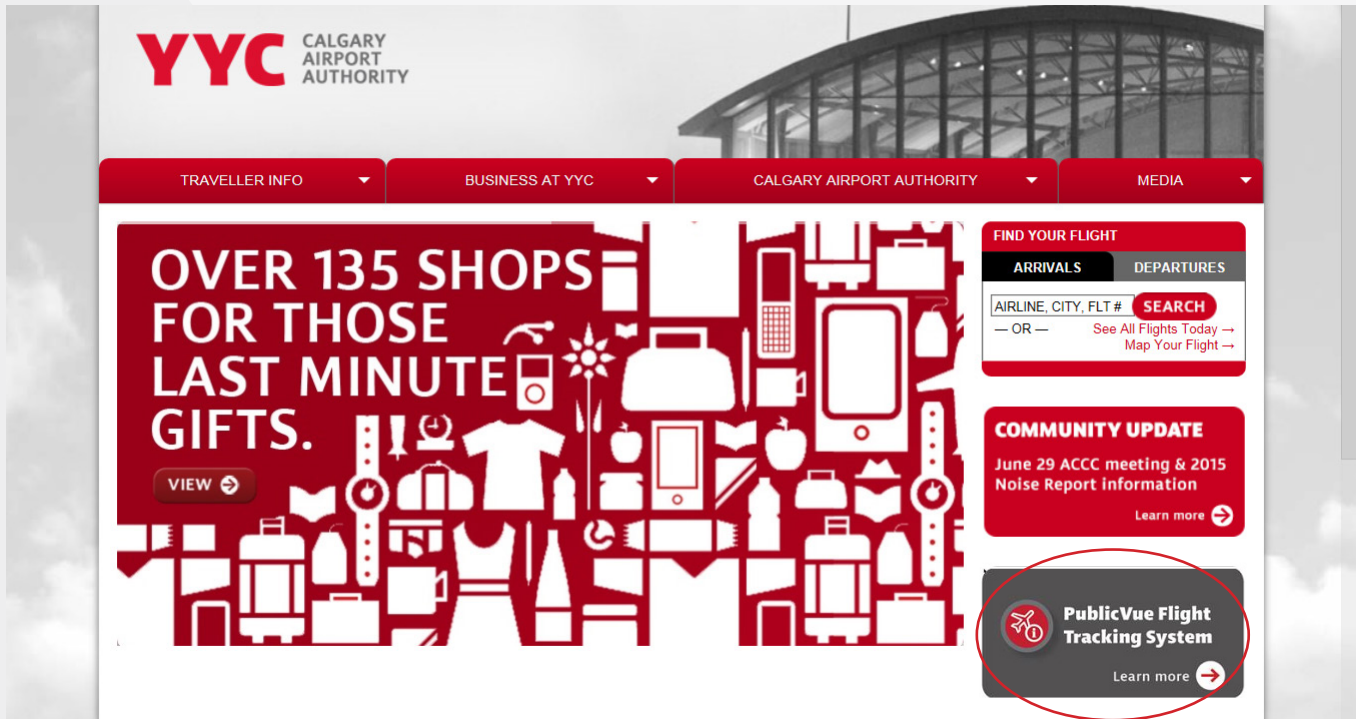 YYC CALGARY
AIRPORT
AUTHORITY
TRAVELLER INFO
BUSINESS AT YYC
CALGARY AIRPORT AUTHORITY
MEDIA
OVER 135 SHOPS
FOR THOSE
LAST MINUTE
GIFTS.
VIEW
FIND YOUR FLIGHT
ARRIVALS
DEPARTURES
AIRLINE, CITY, FLT # SEARCH
— OR — See All Flights Today →
Map Your Flight →
COMMUNITY UPDATE
June 29 ACCC meeting & 2015
Noise Report information
Learn more
PublicVue Flight
Tracking System
Learn more